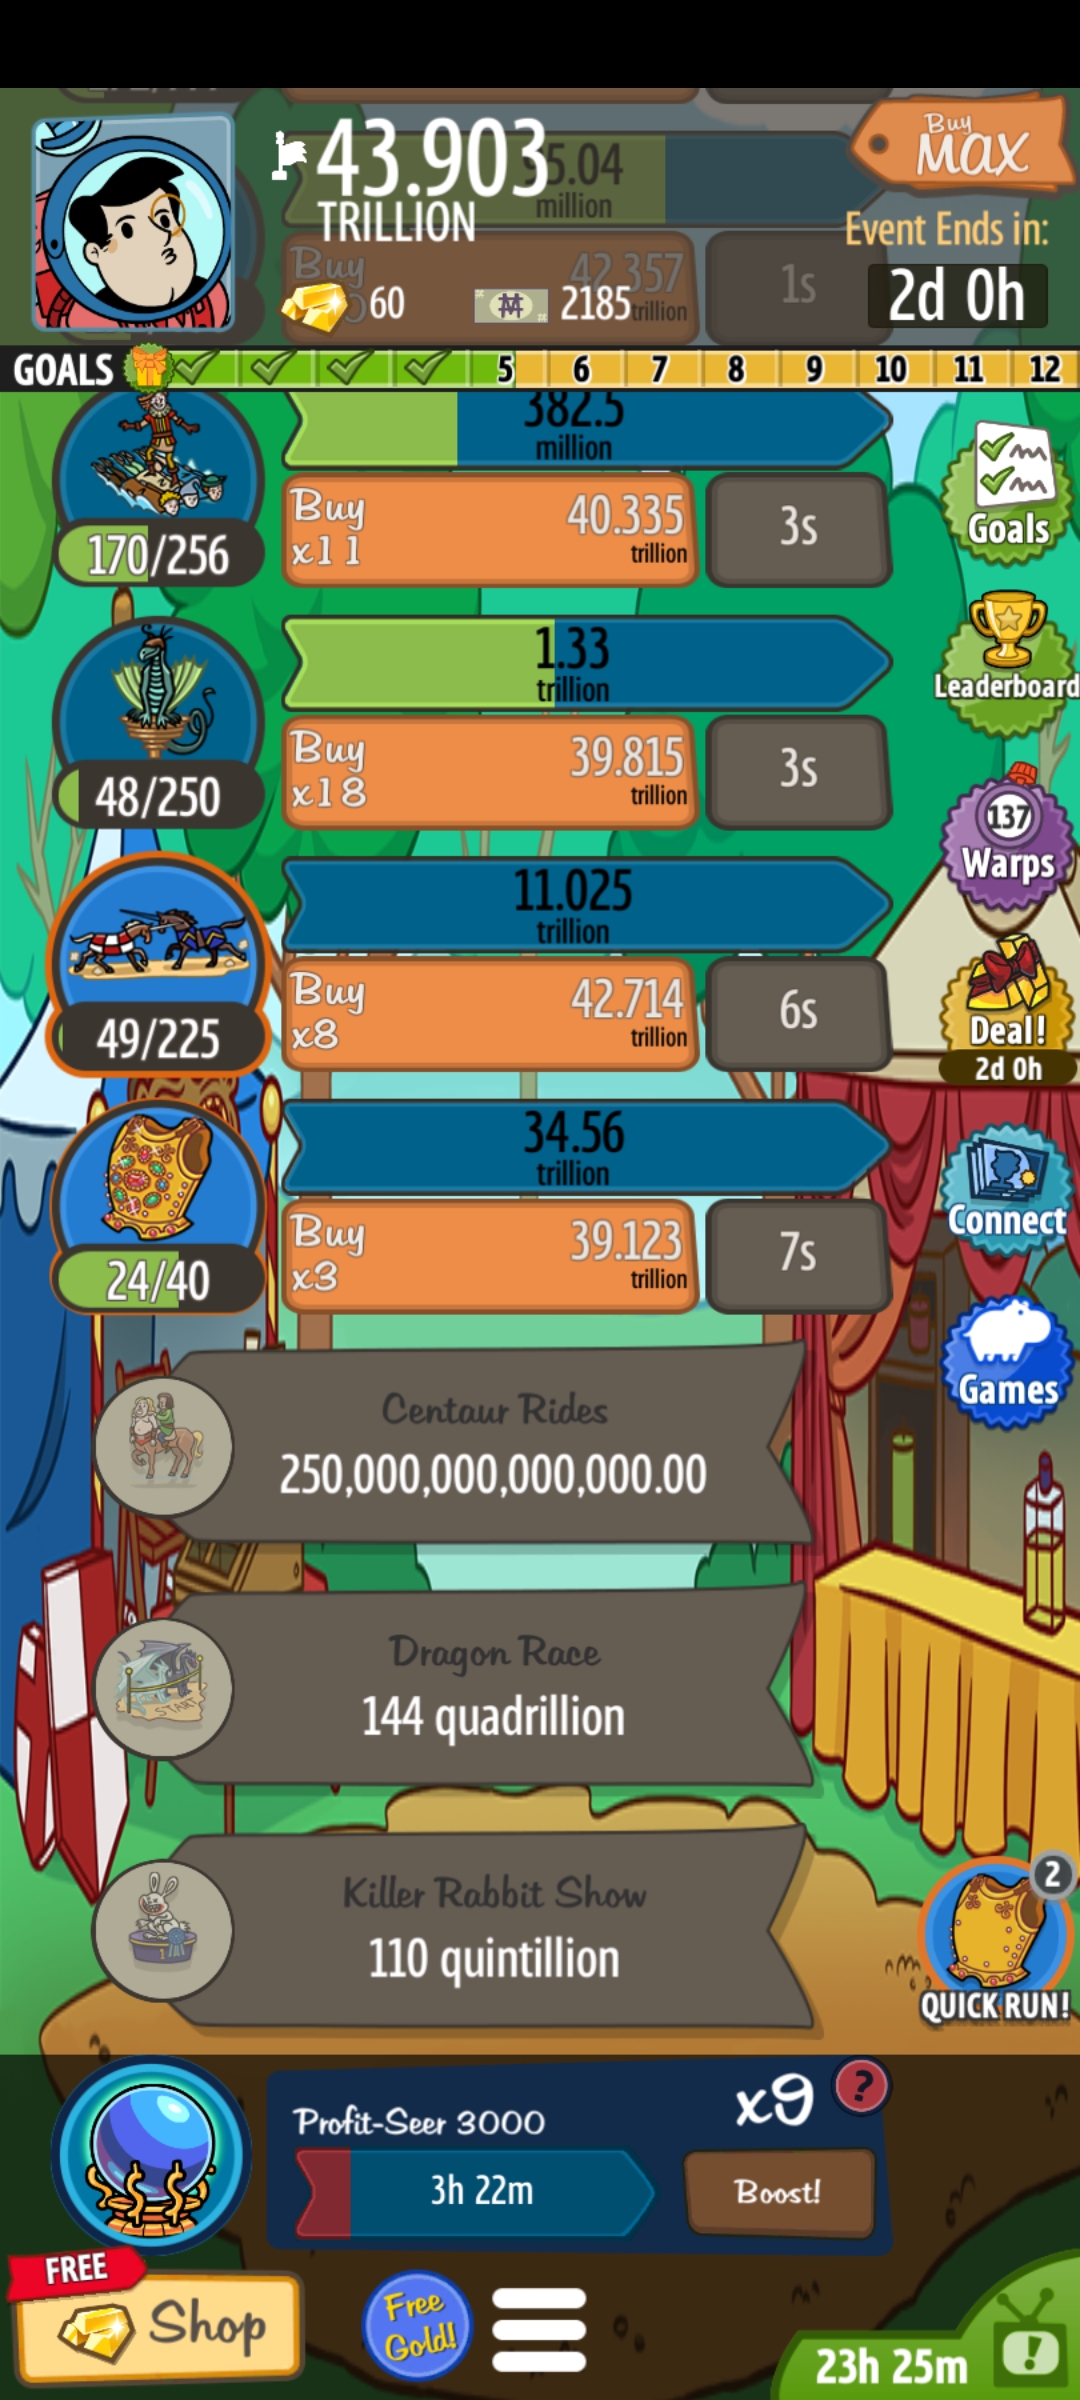 43.903
TRILLION
5.04
million
Buy
MAX
Event Ends in:
2d 0h
Buy
42.357
trillion
1s
60
2185
GOALS
5 6 7 8 9 10 11 12
382.5
million
Buy
x11
40.335
trillion
3s
170/256
Goals
1.33
trillion
Buy
x18
39.815
trillion
3s
48/250
Leaderboard
137
Warps
11.025
trillion
Buy
x8
42.714
trillion
6s
49/225
Deal!
2d 0h
34.56
trillion
Buy
x3
39.123
trillion
7s
24/40
Connect
Games
Centaur Rides
250,000,000,000,000.00
Dragon Race
144 quadrillion
START
Killer Rabbit Show
110 quintillion
1
2
QUICK RUN!
Profit-Seer 3000
x9
?
3h 22m
Boost!
FREE
Shop
Free
Gold!
23h 25m
!